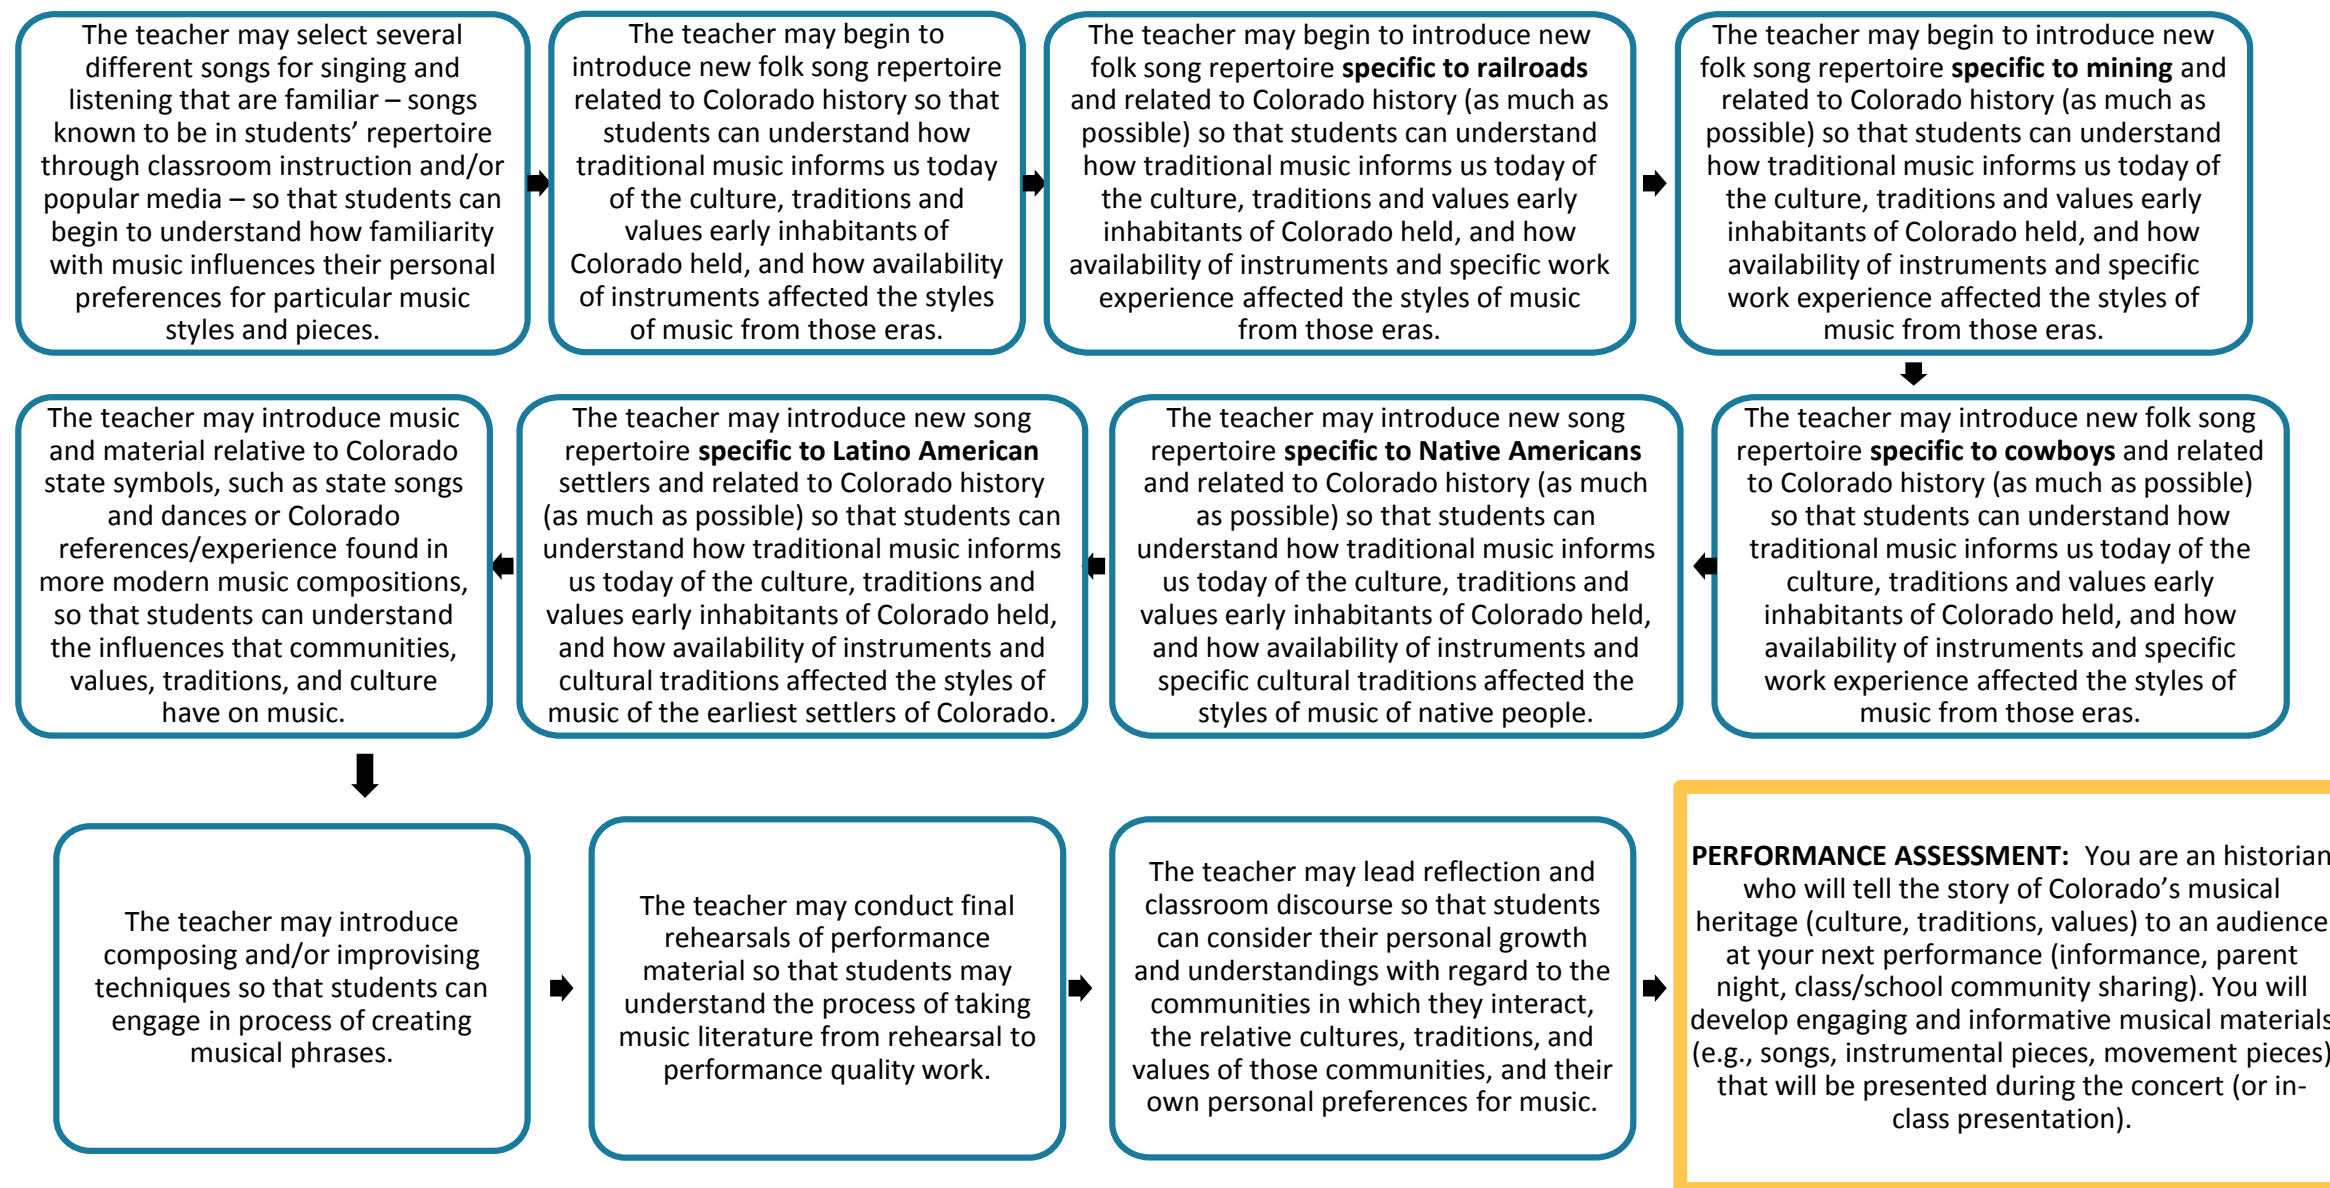 The teacher may select several
different songs for singing and
listening that are familiar – songs
known to be in students’ repertoire
through classroom instruction and/or
popular media – so that students can
begin to understand how familiarity
with music influences their personal
preferences for particular music
styles and pieces.
The teacher may begin to
introduce new folk song repertoire
related to Colorado history so that
students can understand how
traditional music informs us today
of the culture, traditions and
values early inhabitants of
Colorado held, and how availability
of instruments affected the styles
of music from those eras.
The teacher may begin to introduce new
folk song repertoire specific to railroads
and related to Colorado history (as much as
possible) so that students can understand
how traditional music informs us today of
the culture, traditions and values early
inhabitants of Colorado held, and how
availability of instruments and specific work
experience affected the styles of music
from those eras.
The teacher may begin to introduce new
folk song repertoire specific to mining and
related to Colorado history (as much as
possible) so that students can understand
how traditional music informs us today of
the culture, traditions and values early
inhabitants of Colorado held, and how
availability of instruments and specific
work experience affected the styles of
music from those eras.
The teacher may introduce new folk song
repertoire specific to cowboys and related
to Colorado history (as much as possible)
so that students can understand how
traditional music informs us today of the
culture, traditions and values early
inhabitants of Colorado held, and how
availability of instruments and specific
work experience affected the styles of
music from those eras.
The teacher may introduce new song
repertoire specific to Native Americans
and related to Colorado history (as much
as possible) so that students can
understand how traditional music informs
us today of the culture, traditions and
values early inhabitants of Colorado held,
and how availability of instruments and
specific cultural traditions affected the
styles of music of native people.
The teacher may introduce new song
repertoire specific to Latino American
settlers and related to Colorado history
(as much as possible) so that students can
understand how traditional music informs
us today of the culture, traditions and
values early inhabitants of Colorado held,
and how availability of instruments and
cultural traditions affected the styles of
music of the earliest settlers of Colorado.
The teacher may introduce music
and material relative to Colorado
state symbols, such as state songs
and dances or Colorado
references/experience found in
more modern music compositions,
so that students can understand
the influences that communities,
values, traditions, and culture
have on music.
The teacher may introduce
composing and/or improvising
techniques so that students can
engage in process of creating
musical phrases.
The teacher may conduct final
rehearsals of performance
material so that students may
understand the process of taking
music literature from rehearsal to
performance quality work.
The teacher may lead reflection and
classroom discourse so that students
can consider their personal growth
and understandings with regard to the
communities in which they interact,
the relative cultures, traditions, and
values of those communities, and their
own personal preferences for music.
PERFORMANCE ASSESSMENT: You are an historian
who will tell the story of Colorado’s musical
heritage (culture, traditions, values) to an audience
at your next performance (informance, parent
night, class/school community sharing). You will
develop engaging and informative musical materials
(e.g., songs, instrumental pieces, movement pieces)
that will be presented during the concert (or in-
class presentation).